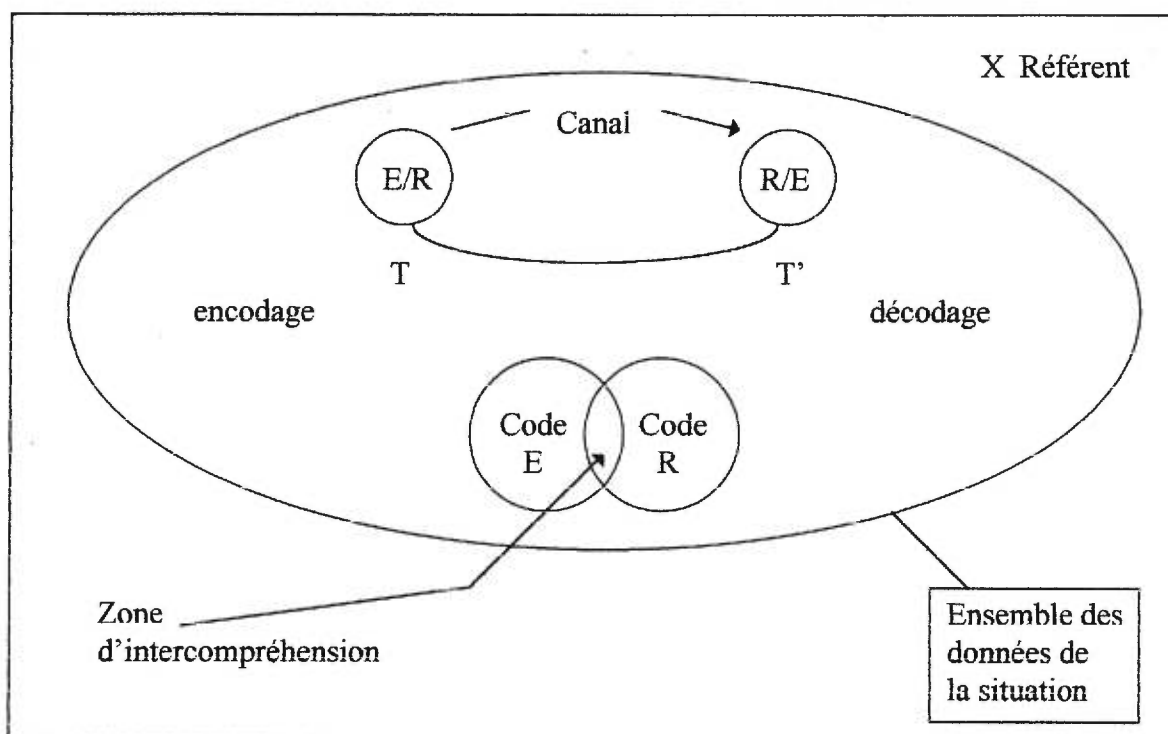 X Référent
Canal
E/R
R/E
T
T’
encodage
décodage
Code
E
Code
R
Zone
d’intercompréhension
Ensemble des
données de
la situation